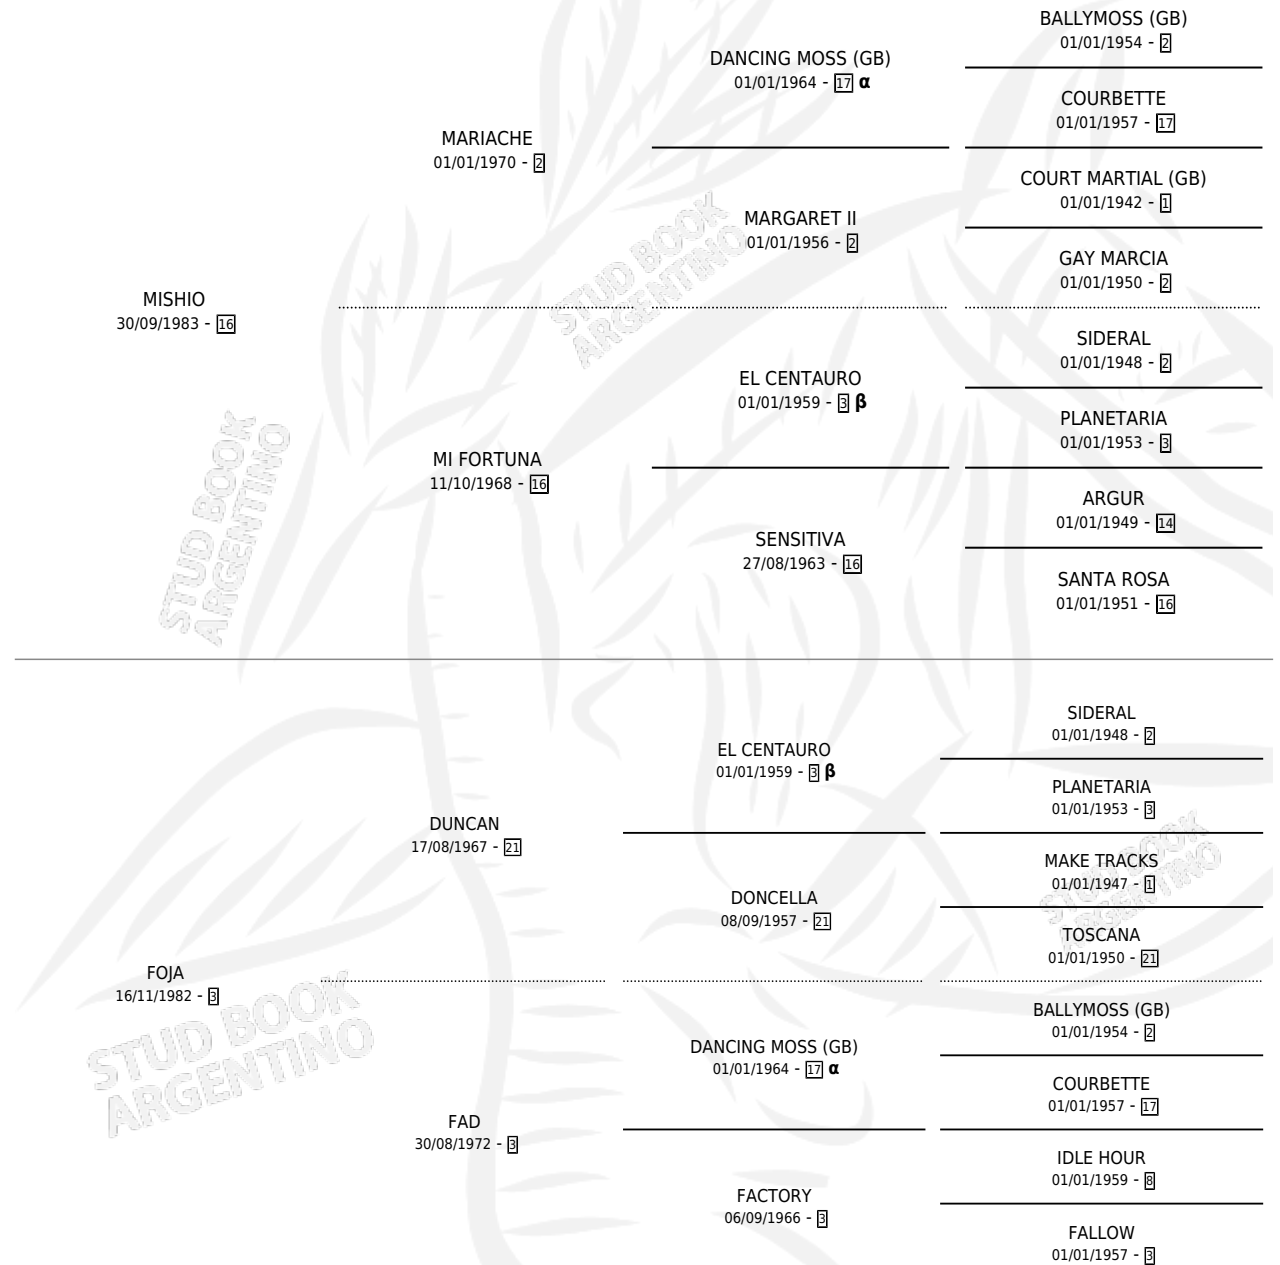 MISHIO
30/09/1983 - 16
MARIACHE
01/01/1970 - 2
DANCING MOSS (GB)
01/01/1964 - 17 α
BALLYMOSS (GB)
01/01/1954 - 2
COURBETTE
01/01/1957 - 17
MARGARET II
01/01/1956 - 2
COURT MARTIAL (GB)
01/01/1942 - 1
GAY MARCIA
01/01/1950 - 2
MI FORTUNA
11/10/1968 - 16
EL CENTAURO
01/01/1959 - 3 β
SIDERAL
01/01/1948 - 2
PLANETARIA
01/01/1953 - 3
SENSITIVA
27/08/1963 - 16
ARGUR
01/01/1949 - 14
SANTA ROSA
01/01/1951 - 16
FOJA
16/11/1982 - 3
DUNCAN
17/08/1967 - 21
EL CENTAURO
01/01/1959 - 3 β
SIDERAL
01/01/1948 - 2
PLANETARIA
01/01/1953 - 3
DONCELLA
08/09/1957 - 21
MAKE TRACKS
01/01/1947 - 1
TOSCANA
01/01/1950 - 21
FAD
30/08/1972 - 3
DANCING MOSS (GB)
01/01/1964 - 17 α
BALLYMOSS (GB)
01/01/1954 - 2
COURBETTE
01/01/1957 - 17
FACTORY
06/09/1966 - 3
IDLE HOUR
01/01/1959 - 8
FALLOW
01/01/1957 - 3
STUD BOOK
ARGENTINO
STUD BOOK
ARGENTINO
STUD BOOK
ARGENTINO
STUD BOOK
ARGENTINO